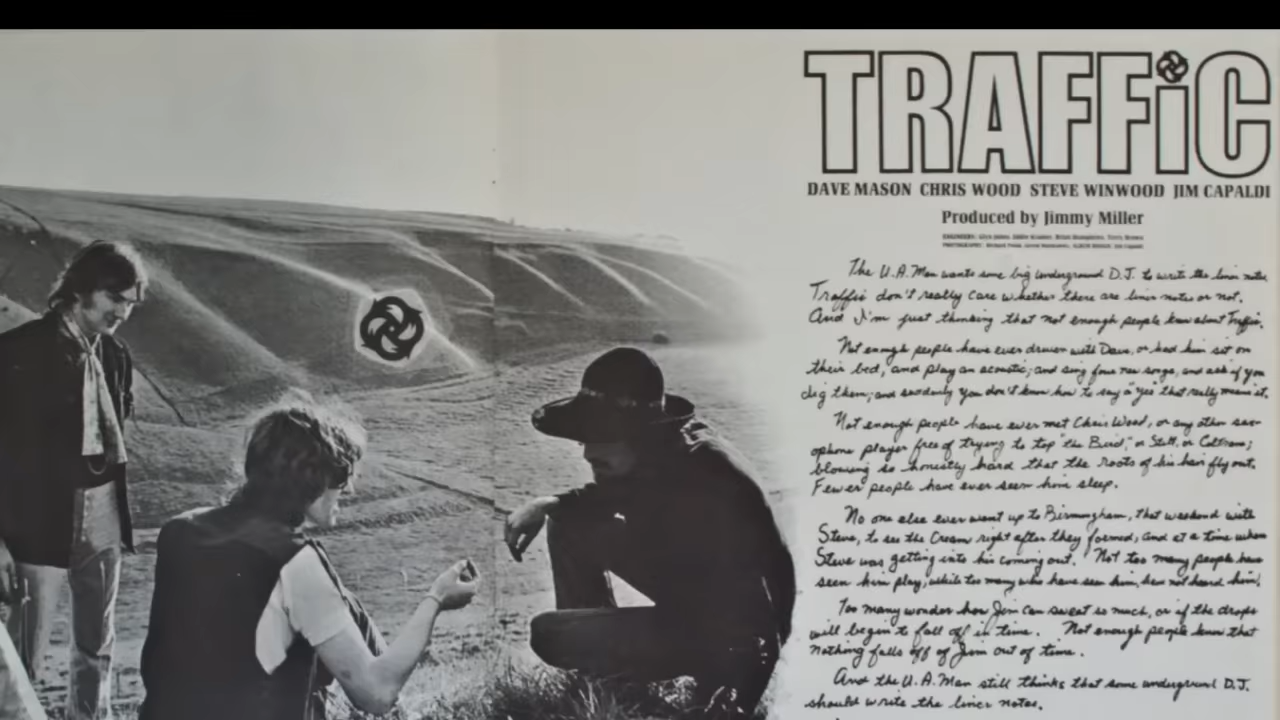 TRAFFiC
DAVE MASON CHRIS WOOD STEVE WINWOOD JIM CAPALDI
Produced by Jimmy Miller
ENGINEERS: Glyn Johns, Eddie Kramer, Brian Humphries, Terry Brown
The U.A. Man wants some big underground D.J. to write the liner notes
Traffic don't really care whether there are liner notes or not.
And I'm just thinking that not enough people know about Traffic.
Not enough people have ever driven with Dave, or had him sit on
their bed, and play an acoustic; and sing four new songs, and ask if you
dig them; and suddenly you don't know how to say a "yes" that really means it.
Not enough people have ever met Chris Wood, or any other sax-
ophone player free of trying to top "the Bird," or Stitt, or Coltrane;
blowing so honestly hard that the roots of his hair fly out.
Fewer people have ever seen him sleep.
No one else ever went up to Birmingham, that weekend with
Steve, to see the Cream right after they formed, and at a time when
Steve was getting into his coming out. Not too many people have
seen him play, while too many who have seen him, have not heard him.
Too many wonder how Jim can sweat so much, or if the drops
will begin to fall off in time. Not enough people know that
nothing falls off of Jim out of time.
And the U.A. Man still thinks that some underground D.J.
should write the liner notes.